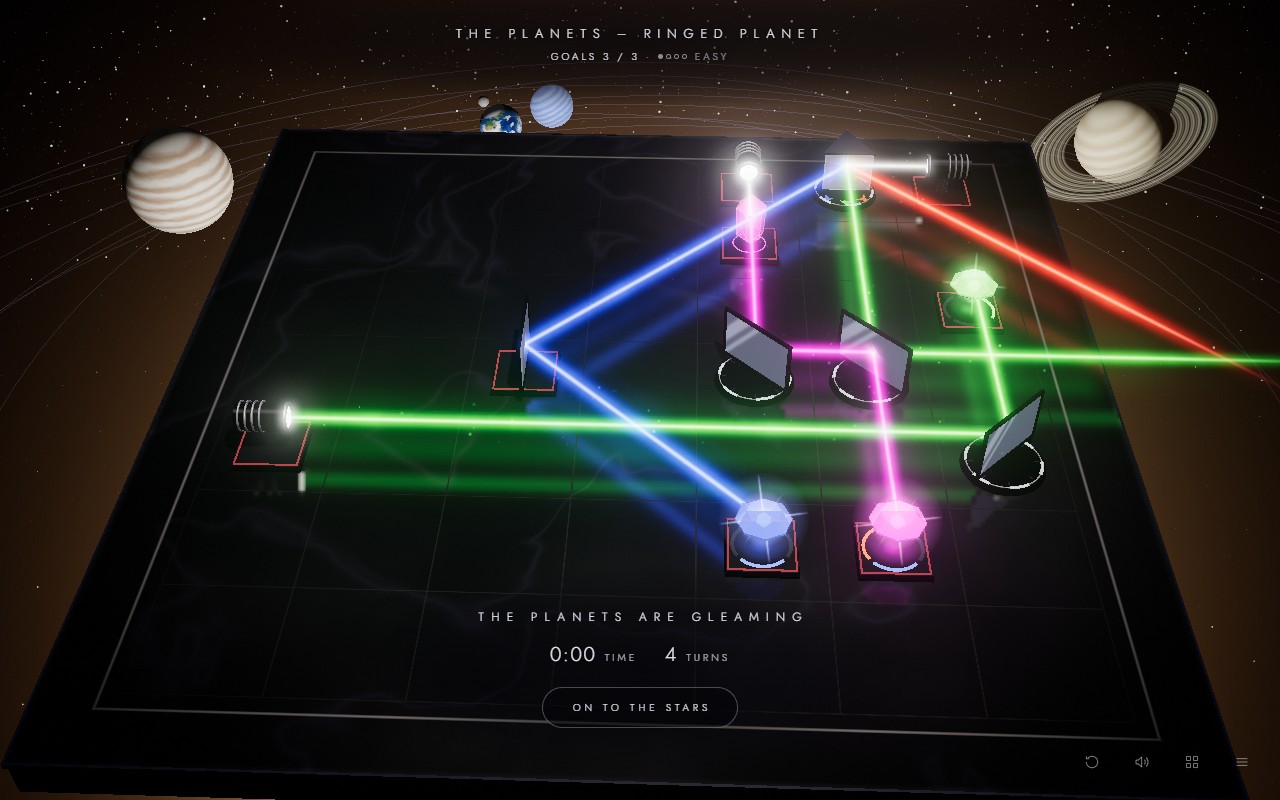 THE PLANETS – RINGED PLANET
GOALS 3 / 3 · EASY
THE PLANETS ARE GLEAMING
0:00 TIME 4 TURNS
ON TO THE STARS